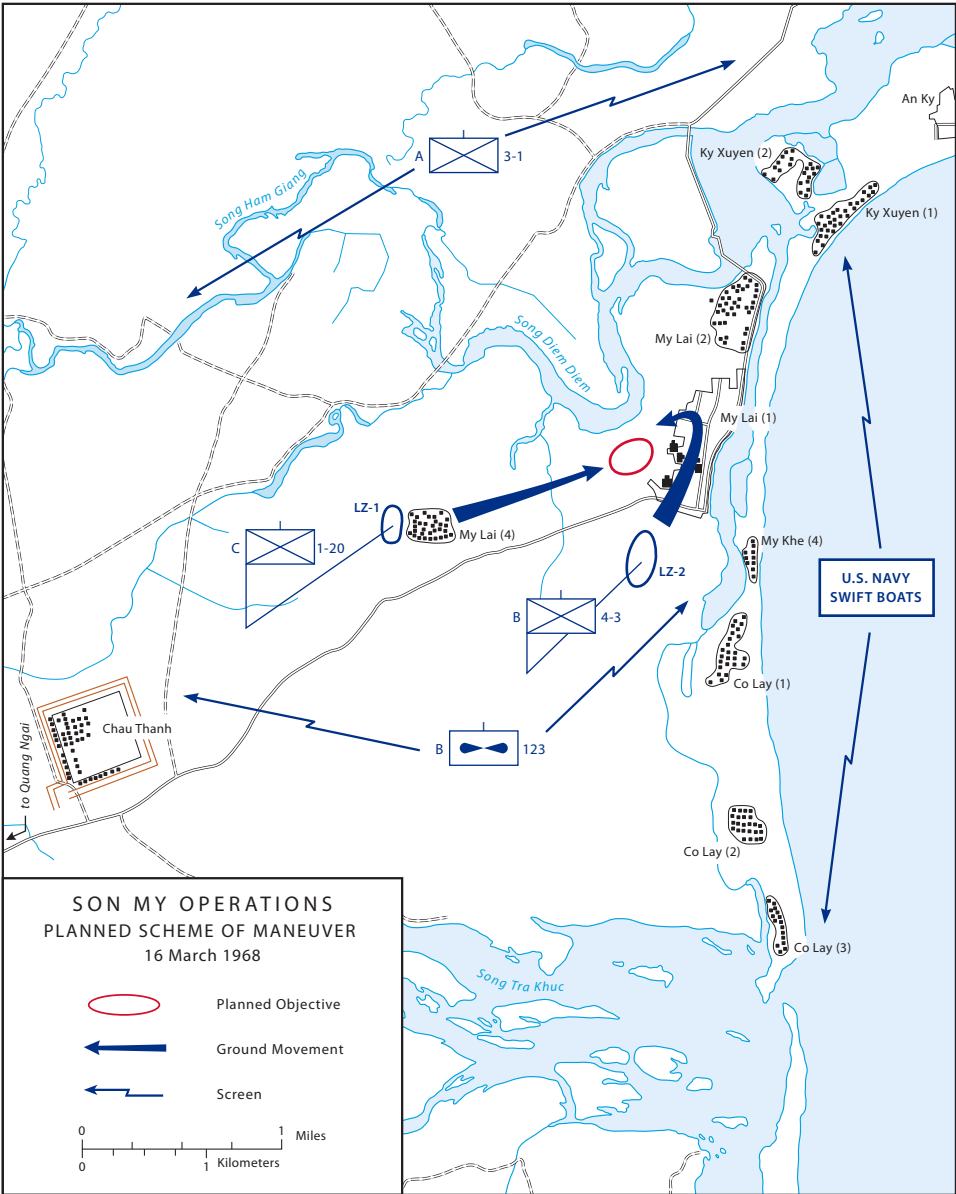 An Ky
A
3-1
Ky Xuyen (2)
Song Ham Giang
Ky Xuyen (1)
My Lai (2)
Song Diem Diem
My Lai (1)
LZ-1
My Lai (4)
C
1-20
My Khe (4)
LZ-2
U.S. NAVY
SWIFT BOATS
B
4-3
Co Lay (1)
Chau Thanh
B
123
to Quang Ngai
Co Lay (2)
Co Lay (3)
Song Tra Khuc
SON MY OPERATIONS
PLANNED SCHEME OF MANEUVER
16 March 1968
Planned Objective
Ground Movement
Screen
0 1 Miles
0 1 Kilometers